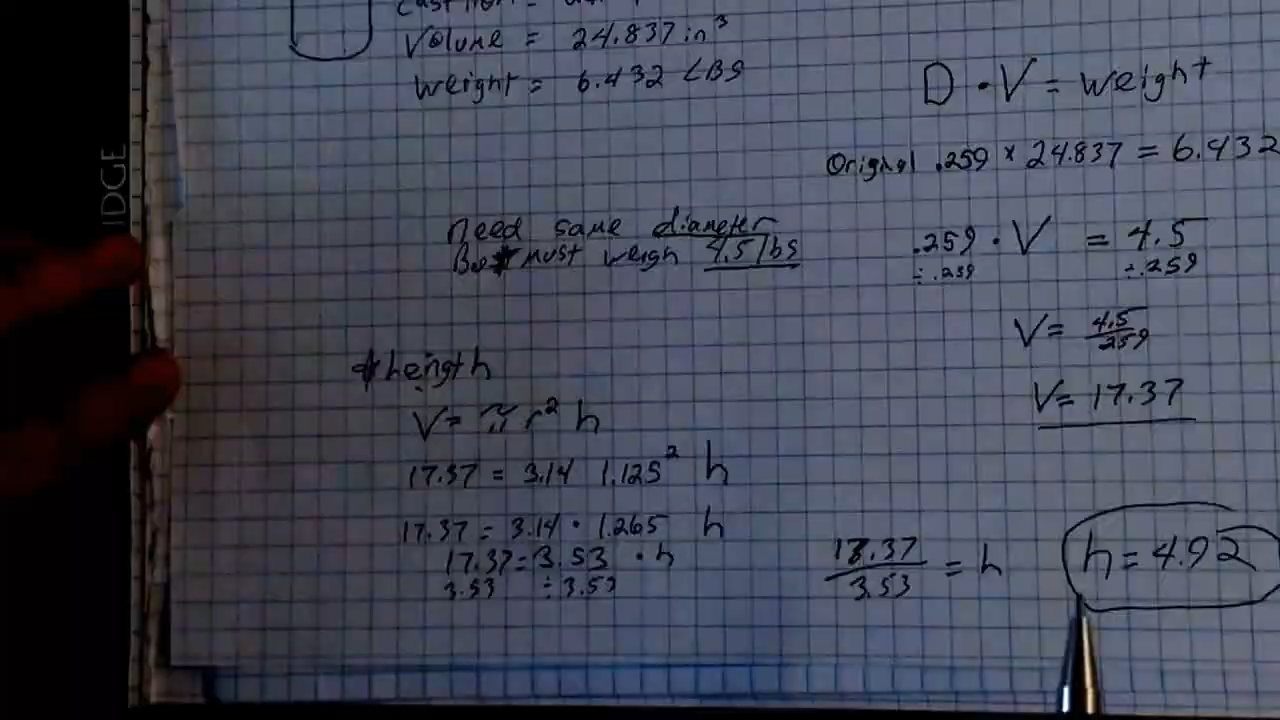 Volume = 24.837 in³
Weight = 6.432 LBS
D · V = Weight
Original .259 × 24.837 = 6.432
need same diameter
But must weigh 4.5 lbs
.259 · V = 4.5
÷ .259 ÷ .259
V = 4.5/.259
V = 17.37
Length
V = π r² h
17.37 = 3.14 1.125² h
17.37 = 3.14 · 1.265 h
17.37 = 3.53 · h
3.53 ÷ 3.53
17.37/3.53 = h
h = 4.92
IDGE